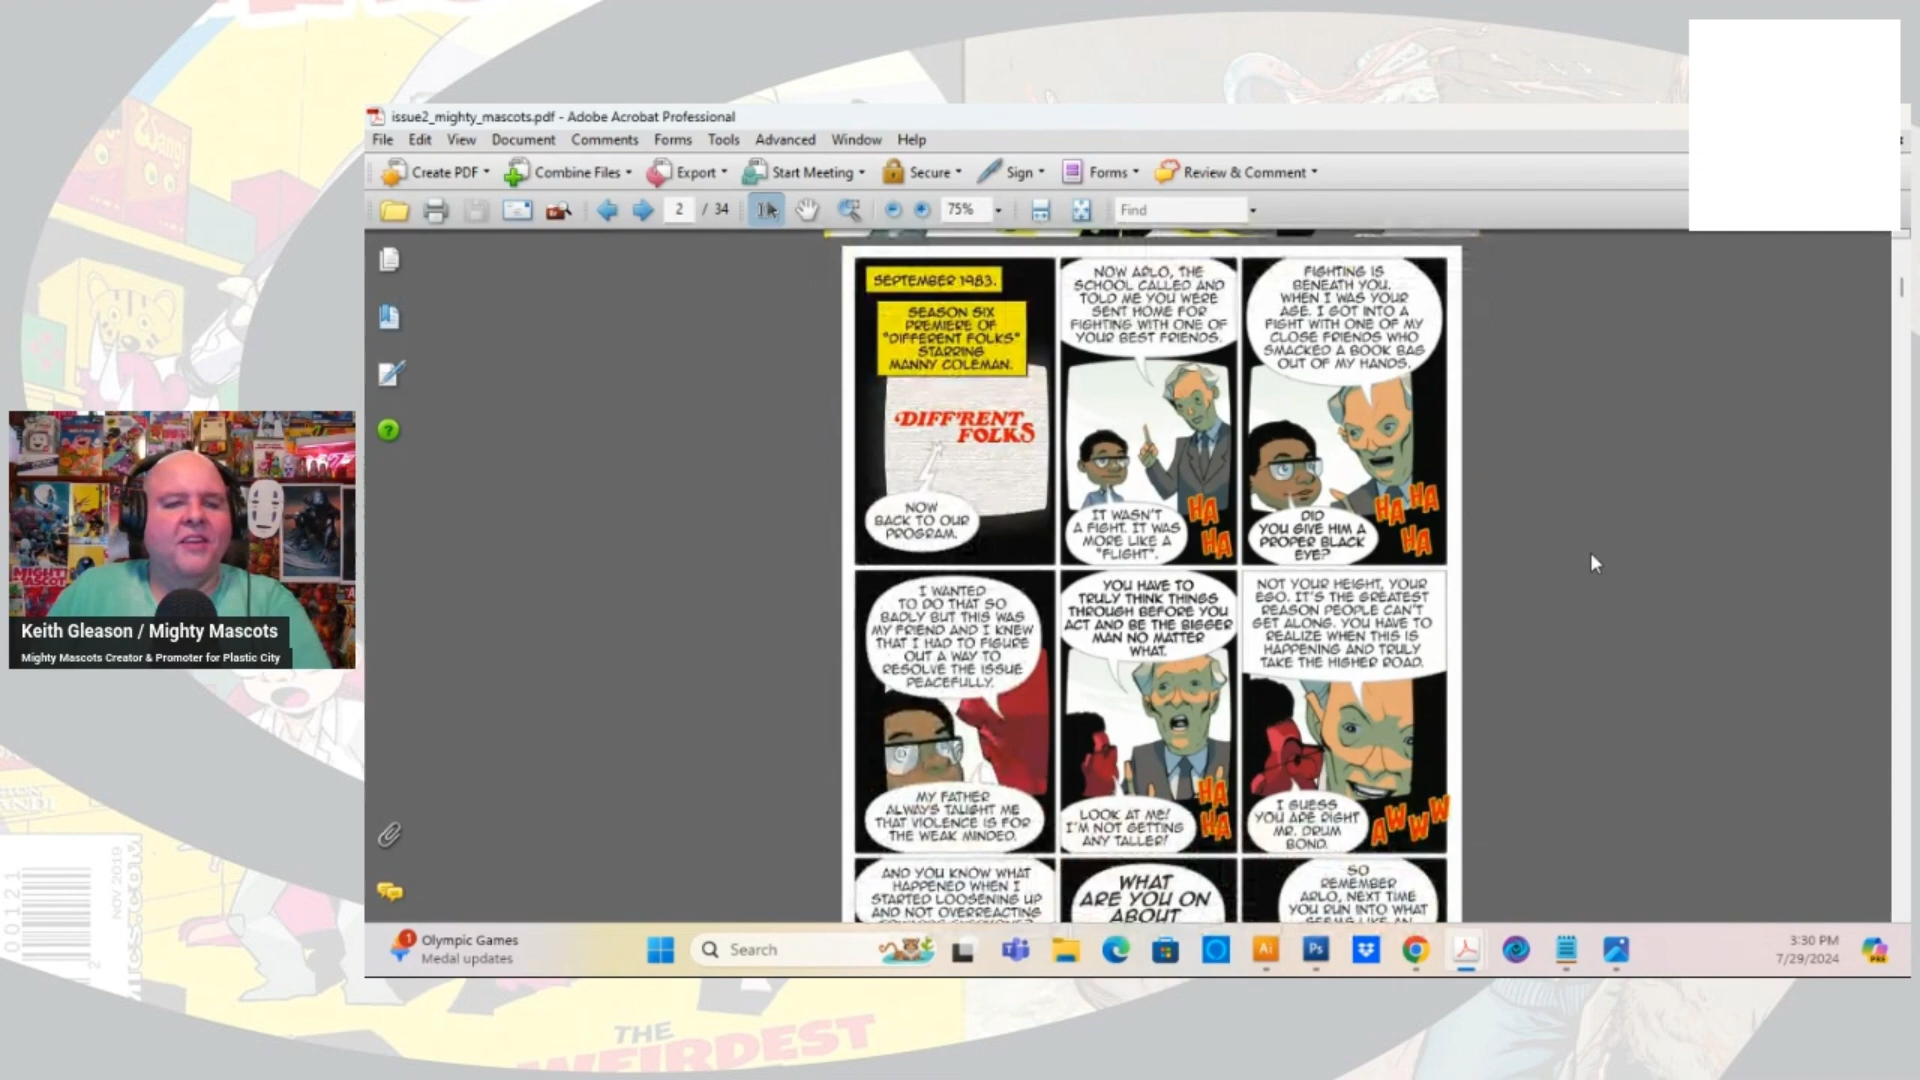 issue2_mighty_mascots.pdf - Adobe Acrobat Professional
File Edit View Document Comments Forms Tools Advanced Window Help
Create PDF Combine Files Export Start Meeting Secure Sign Forms Review & Comment
2 / 34 75% Find
SEPTEMBER 1983.
SEASON SIX
PREMIERE OF
"DIFFERENT FOLKS"
STARRING
MANNY COLEMAN.
'DIFF'RENT
FOLKS
NOW
BACK TO OUR
PROGRAM.
NOW ARLO, THE
SCHOOL CALLED AND
TOLD ME YOU WERE
SENT HOME FOR
FIGHTING WITH ONE OF
YOUR BEST FRIENDS.
IT WASN'T
A FIGHT. IT WAS
MORE LIKE A
"FLIGHT".
HA
HA
FIGHTING IS
BENEATH YOU.
WHEN I WAS YOUR
AGE. I GOT INTO A
FIGHT WITH ONE OF MY
CLOSE FRIENDS WHO
SMACKED A BOOK BAG
OUT OF MY HANDS.
DID
YOU GIVE HIM A
PROPER BLACK
EYE?
HA HA
HA
I WANTED
TO DO THAT SO
BADLY BUT THIS WAS
MY FRIEND AND I KNEW
THAT I HAD TO FIGURE
OUT A WAY TO
RESOLVE THE ISSUE
PEACEFULLY.
MY FATHER
ALWAYS TAUGHT ME
THAT VIOLENCE IS FOR
THE WEAK MINDED.
YOU HAVE TO
TRULY THINK THINGS
THROUGH BEFORE YOU
ACT AND BE THE BIGGER
MAN NO MATTER
WHAT.
LOOK AT ME!
I'M NOT GETTING
ANY TALLER!
HA
HA
NOT YOUR HEIGHT, YOUR
EGO. IT'S THE GREATEST
REASON PEOPLE CAN'T
GET ALONG. YOU HAVE TO
REALIZE WHEN THIS IS
HAPPENING AND TRULY
TAKE THE HIGHER ROAD.
I GUESS
YOU ARE RIGHT
MR. DRUM
BOND.
AWWW
AND YOU KNOW WHAT
HAPPENED WHEN I
STARTED LOOSENING UP
AND NOT OVERREACTING
WHAT
ARE YOU ON
ABOUT
SO
REMEMBER
ARLO, NEXT TIME
YOU RUN INTO WHAT
SEEMS LIKE AN
Keith Gleason / Mighty Mascots
Mighty Mascots Creator & Promoter for Plastic City
1
Olympic Games
Medal updates
Search
Ai
Ps
3:30 PM
7/29/2024
PRE
NOV 2019
00121
2
THE
WEIRDEST